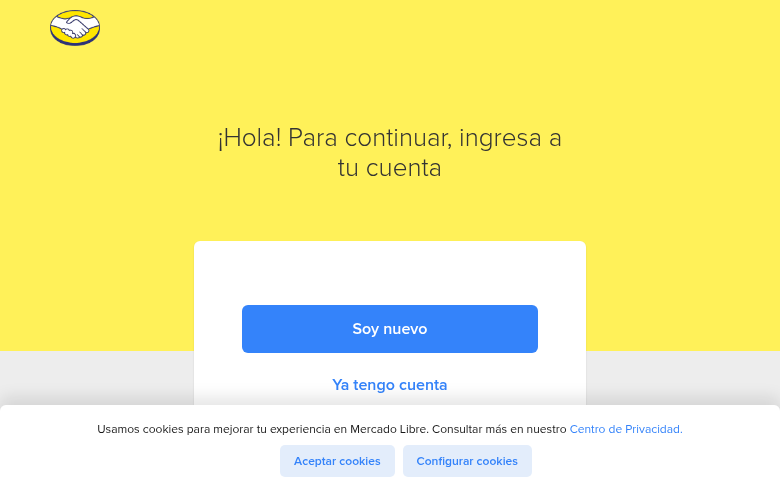 ¡Hola! Para continuar, ingresa a
tu cuenta
Soy nuevo
Ya tengo cuenta
Usamos cookies para mejorar tu experiencia en Mercado Libre. Consultar más en nuestro Centro de Privacidad.
Aceptar cookies
Configurar cookies